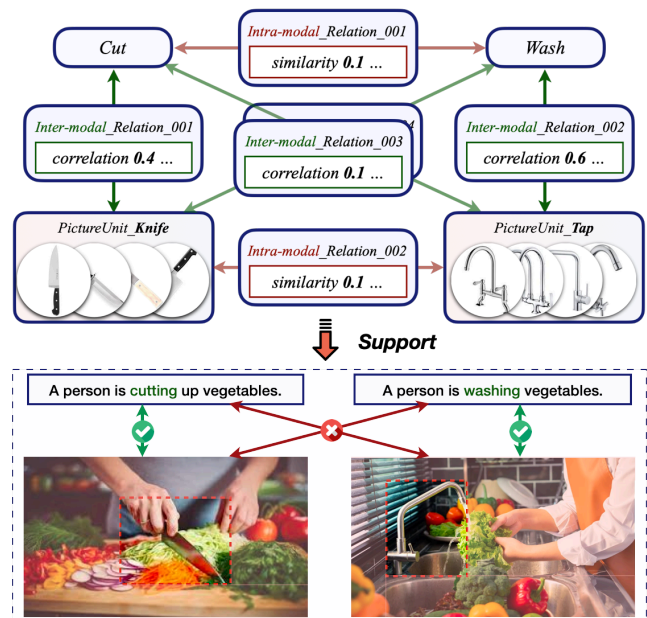 Intra-modal_Relation_001
Cut
similarity 0.1 ...
Wash
Inter-modal_Relation_001
4
Inter-modal_Relation_002
correlation 0.4 ...
Inter-modal_Relation_003
correlation 0.1 ...
correlation 0.6 ...
PictureUnit_Knife
Intra-modal_Relation_002
similarity 0.1 ...
PictureUnit_Tap
Support
A person is cutting up vegetables.
A person is washing vegetables.